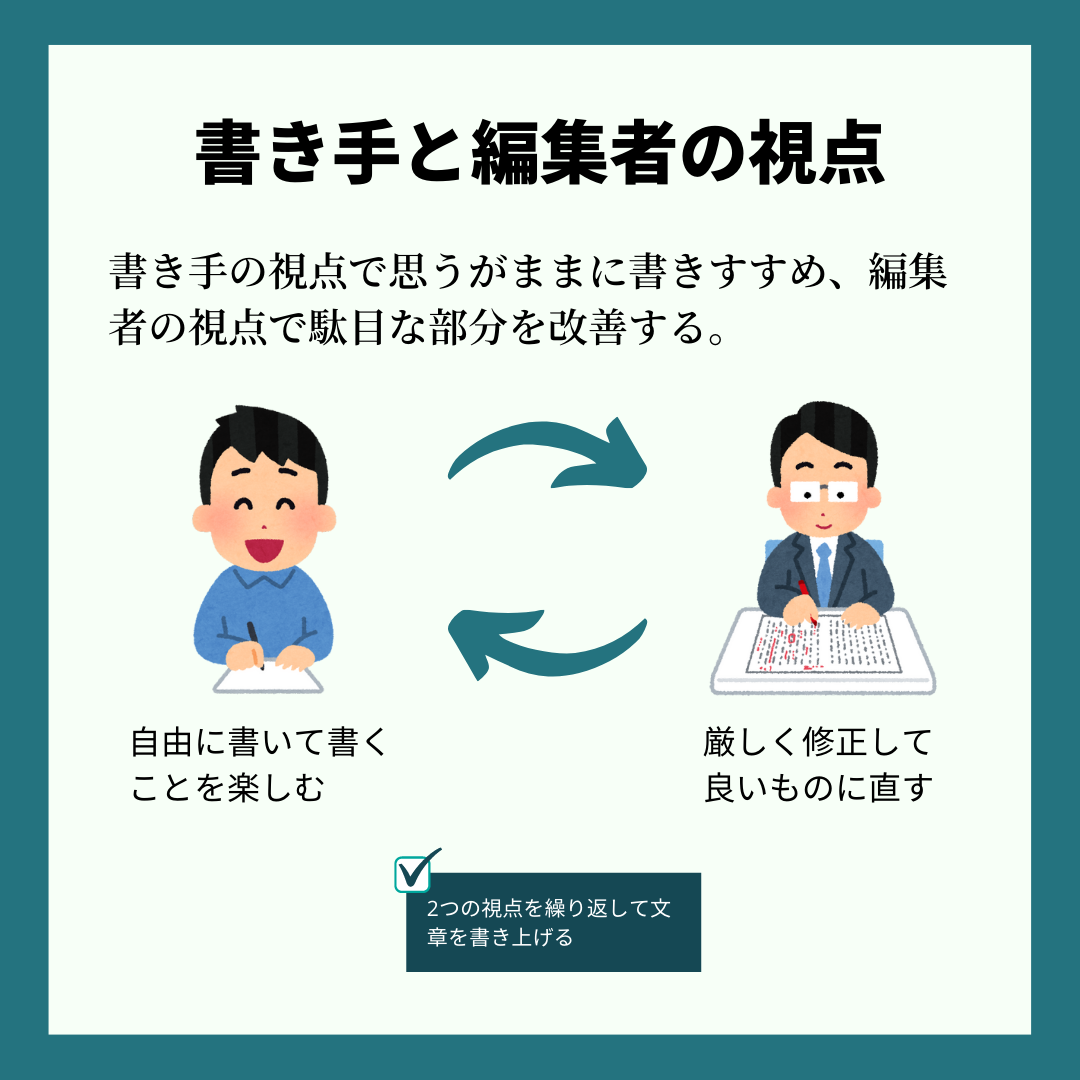 書き手と編集者の視点
書き手の視点で思うがままに書きすすめ、編集
者の視点で駄目な部分を改善する。
自由に書いて書く
ことを楽しむ
厳しく修正して
良いものに直す
2つの視点を繰り返して文
章を書き上げる